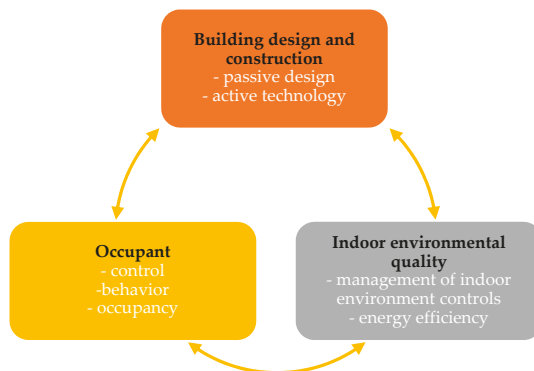 Building design and
construction
- passive design
- active technology
Occupant
- control
-behavior
- occupancy
Indoor environmental
quality
- management of indoor
environment controls
- energy efficiency